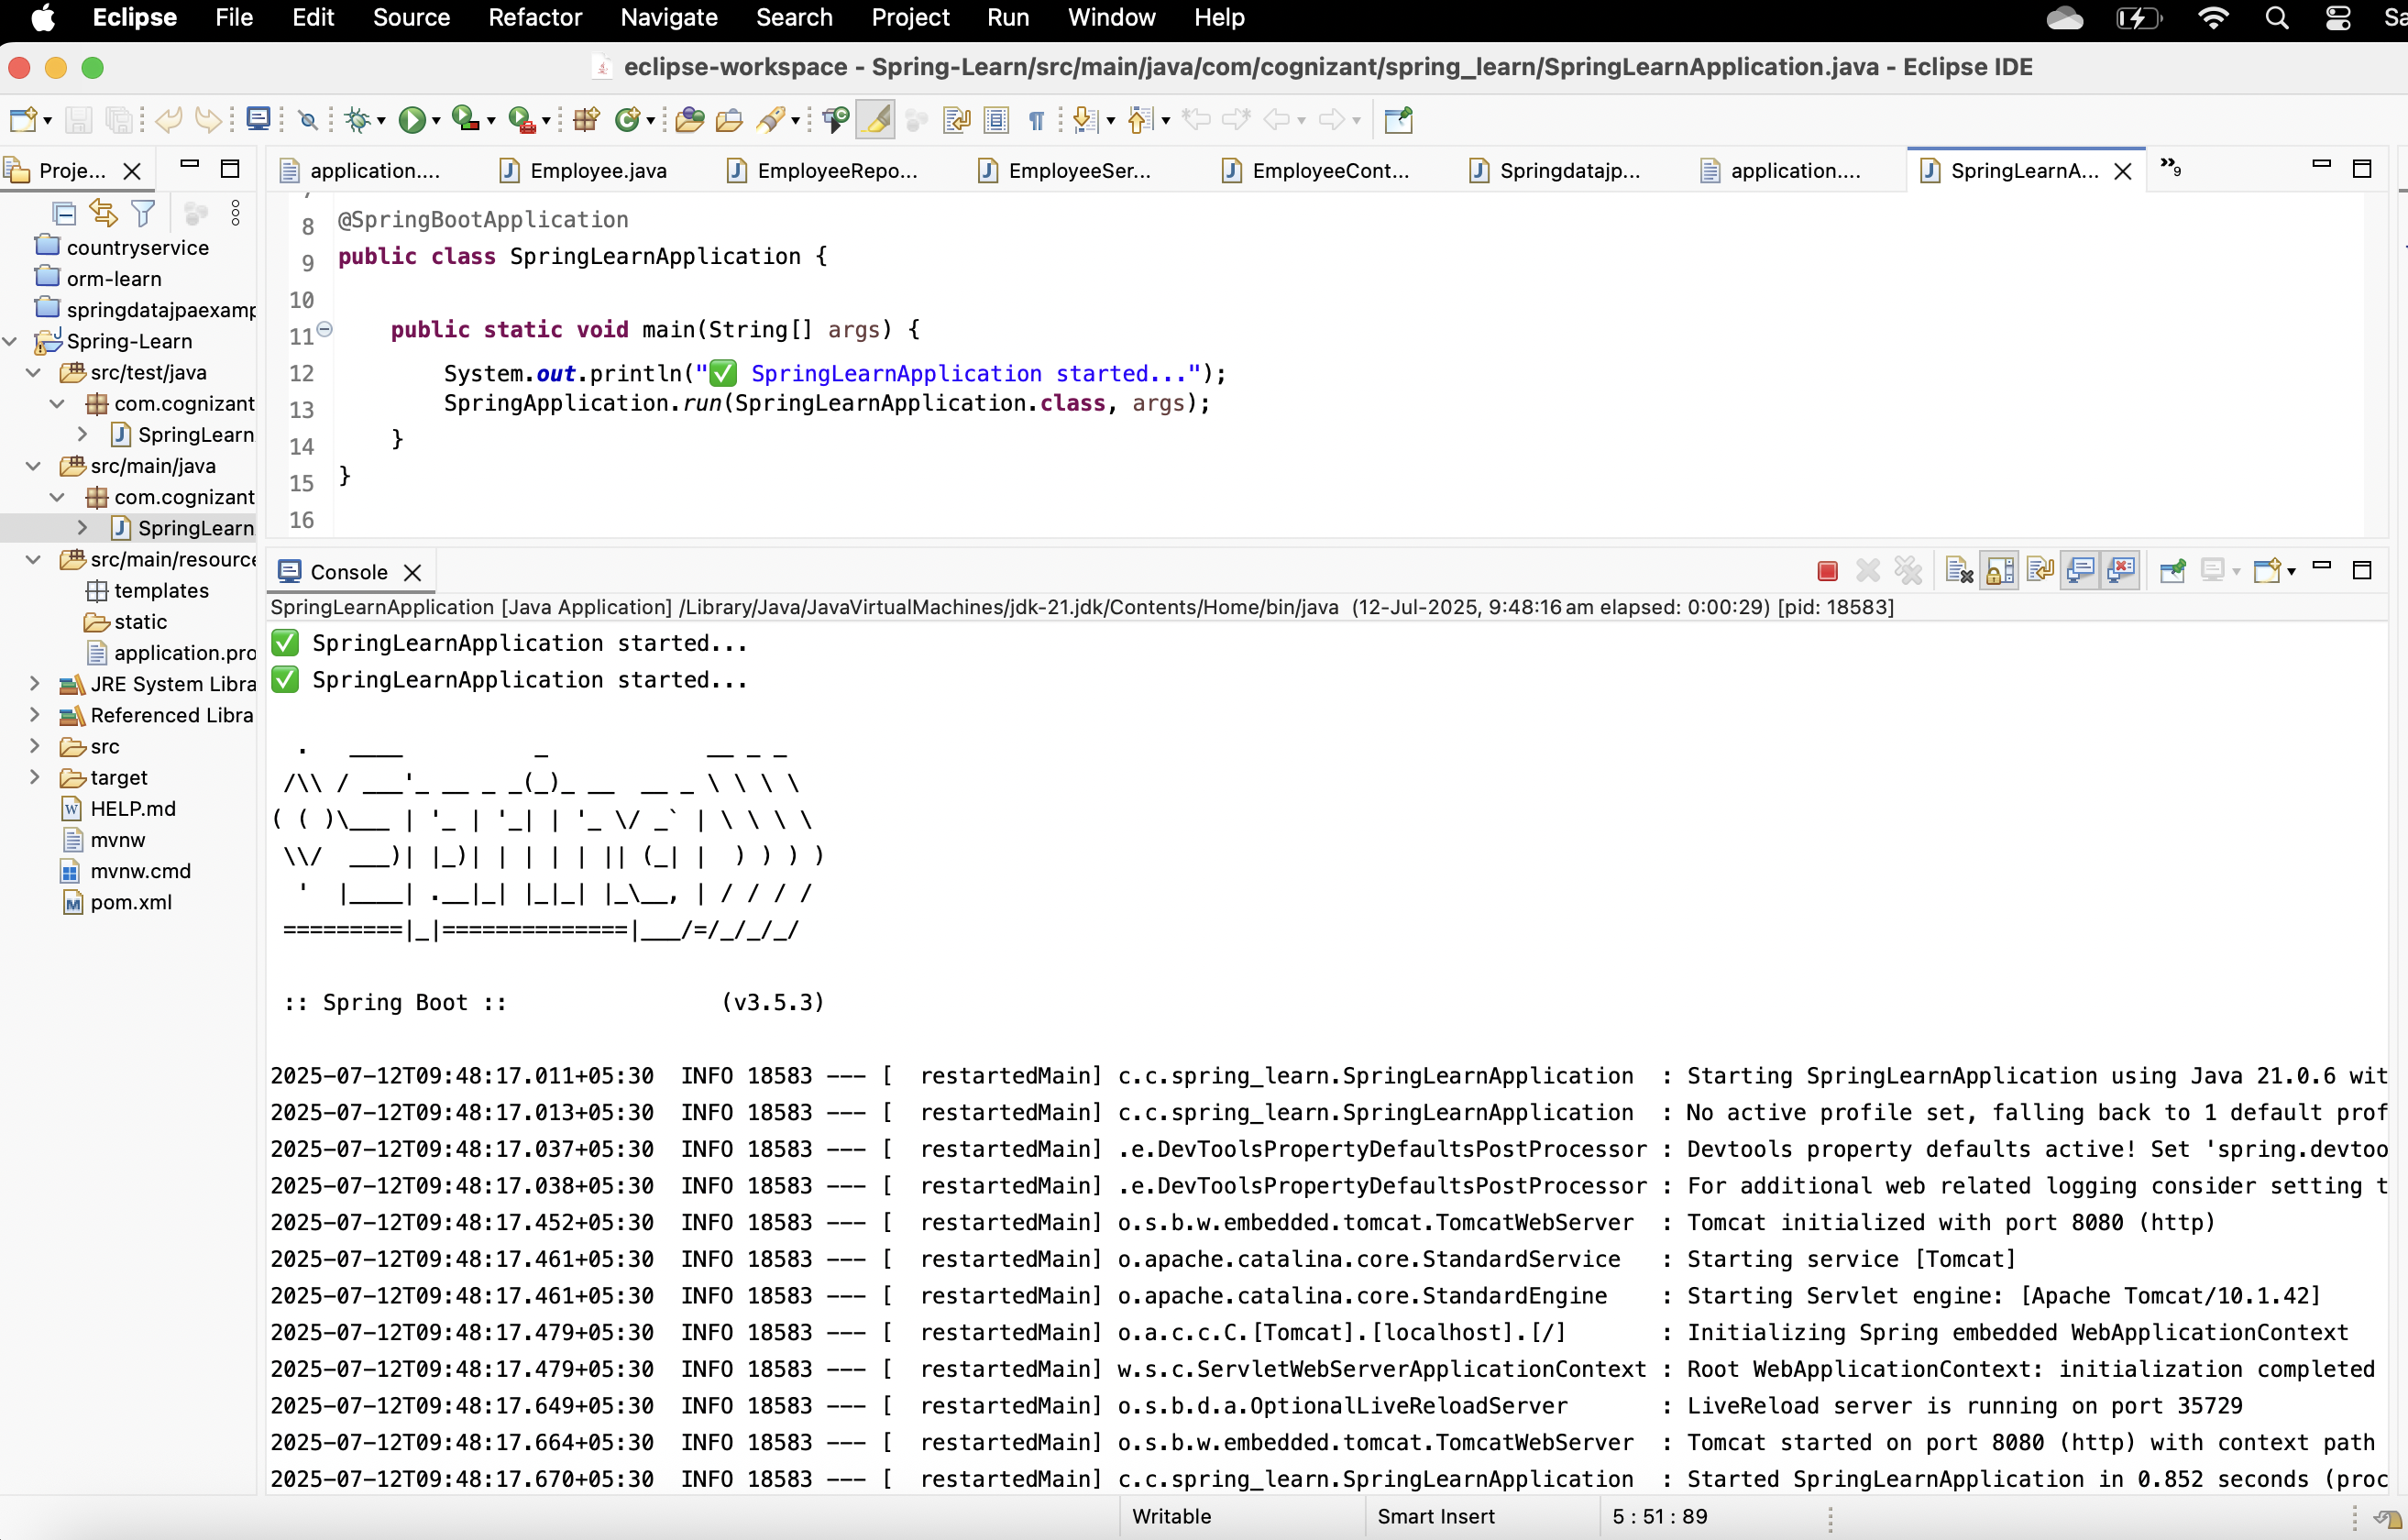 Eclipse File Edit Source Refactor Navigate Search Project Run Window Help
eclipse-workspace - Spring-Learn/src/main/java/com/cognizant/spring_learn/SpringLearnApplication.java - Eclipse IDE
Proje...
countryservice
orm-learn
springdatajpaexamp
Spring-Learn
src/test/java
com.cognizant
SpringLearn
src/main/java
com.cognizant
SpringLearn
src/main/resource
templates
static
application.pro
JRE System Libra
Referenced Libra
src
target
HELP.md
mvnw
mvnw.cmd
pom.xml
application.... Employee.java EmployeeRepo... EmployeeSer... EmployeeCont... Springdatajp... application.... SpringLearnA... »9
8 @SpringBootApplication
9 public class SpringLearnApplication {
10
11 public static void main(String[] args) {
12 System.out.println("✅ SpringLearnApplication started...");
13 SpringApplication.run(SpringLearnApplication.class, args);
14 }
15 }
16
Console
SpringLearnApplication [Java Application] /Library/Java/JavaVirtualMachines/jdk-21.jdk/Contents/Home/bin/java (12-Jul-2025, 9:48:16 am elapsed: 0:00:29) [pid: 18583]
✅ SpringLearnApplication started...
✅ SpringLearnApplication started...
  .   ____          _            __ _ _
 /\\ / ___'_ __ _ _(_)_ __  __ _ \ \ \ \
( ( )\___ | '_ | '_| | '_ \/ _` | \ \ \ \
 \\/  ___)| |_)| | | | | || (_| |  ) ) ) )
  '  |____| .__|_| |_|_| |_\__, | / / / /
 =========|_|==============|___/=/_/_/_/
:: Spring Boot :: (v3.5.3)
2025-07-12T09:48:17.011+05:30 INFO 18583 --- [ restartedMain] c.c.spring_learn.SpringLearnApplication : Starting SpringLearnApplication using Java 21.0.6 wit
2025-07-12T09:48:17.013+05:30 INFO 18583 --- [ restartedMain] c.c.spring_learn.SpringLearnApplication : No active profile set, falling back to 1 default prof
2025-07-12T09:48:17.037+05:30 INFO 18583 --- [ restartedMain] .e.DevToolsPropertyDefaultsPostProcessor : Devtools property defaults active! Set 'spring.devtoo
2025-07-12T09:48:17.038+05:30 INFO 18583 --- [ restartedMain] .e.DevToolsPropertyDefaultsPostProcessor : For additional web related logging consider setting t
2025-07-12T09:48:17.452+05:30 INFO 18583 --- [ restartedMain] o.s.b.w.embedded.tomcat.TomcatWebServer : Tomcat initialized with port 8080 (http)
2025-07-12T09:48:17.461+05:30 INFO 18583 --- [ restartedMain] o.apache.catalina.core.StandardService : Starting service [Tomcat]
2025-07-12T09:48:17.461+05:30 INFO 18583 --- [ restartedMain] o.apache.catalina.core.StandardEngine : Starting Servlet engine: [Apache Tomcat/10.1.42]
2025-07-12T09:48:17.479+05:30 INFO 18583 --- [ restartedMain] o.a.c.c.C.[Tomcat].[localhost].[/] : Initializing Spring embedded WebApplicationContext
2025-07-12T09:48:17.479+05:30 INFO 18583 --- [ restartedMain] w.s.c.ServletWebServerApplicationContext : Root WebApplicationContext: initialization completed
2025-07-12T09:48:17.649+05:30 INFO 18583 --- [ restartedMain] o.s.b.d.a.OptionalLiveReloadServer : LiveReload server is running on port 35729
2025-07-12T09:48:17.664+05:30 INFO 18583 --- [ restartedMain] o.s.b.w.embedded.tomcat.TomcatWebServer : Tomcat started on port 8080 (http) with context path
2025-07-12T09:48:17.670+05:30 INFO 18583 --- [ restartedMain] c.c.spring_learn.SpringLearnApplication : Started SpringLearnApplication in 0.852 seconds (proc
Writable Smart Insert 5 : 51 : 89